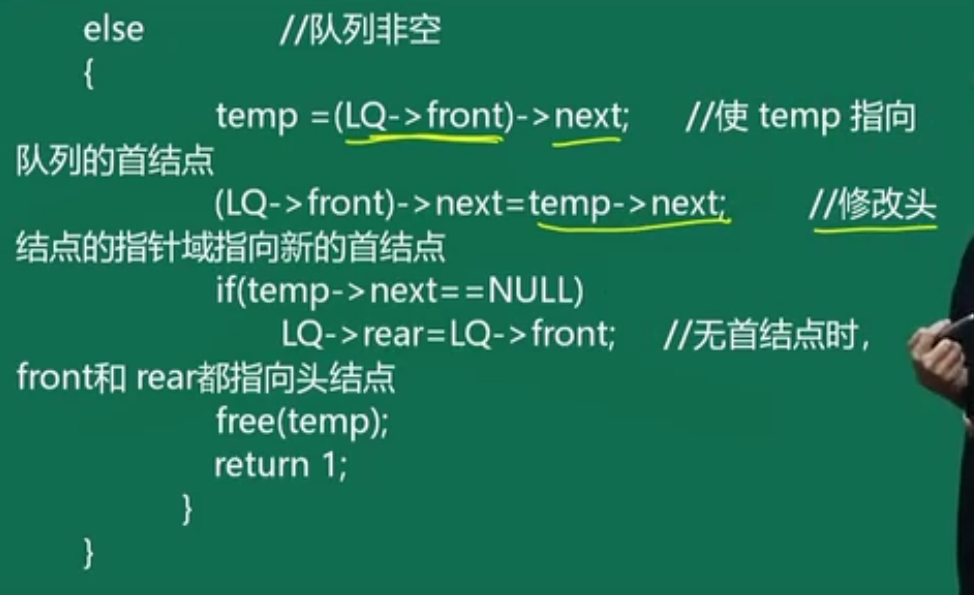 else //队列非空
{
temp =(LQ->front)->next; //使 temp 指向
队列的首结点
(LQ->front)->next=temp->next; //修改头
结点的指针域指向新的首结点
if(temp->next==NULL)
LQ->rear=LQ->front; //无首结点时，
front和 rear都指向头结点
free(temp);
return 1;
}
}